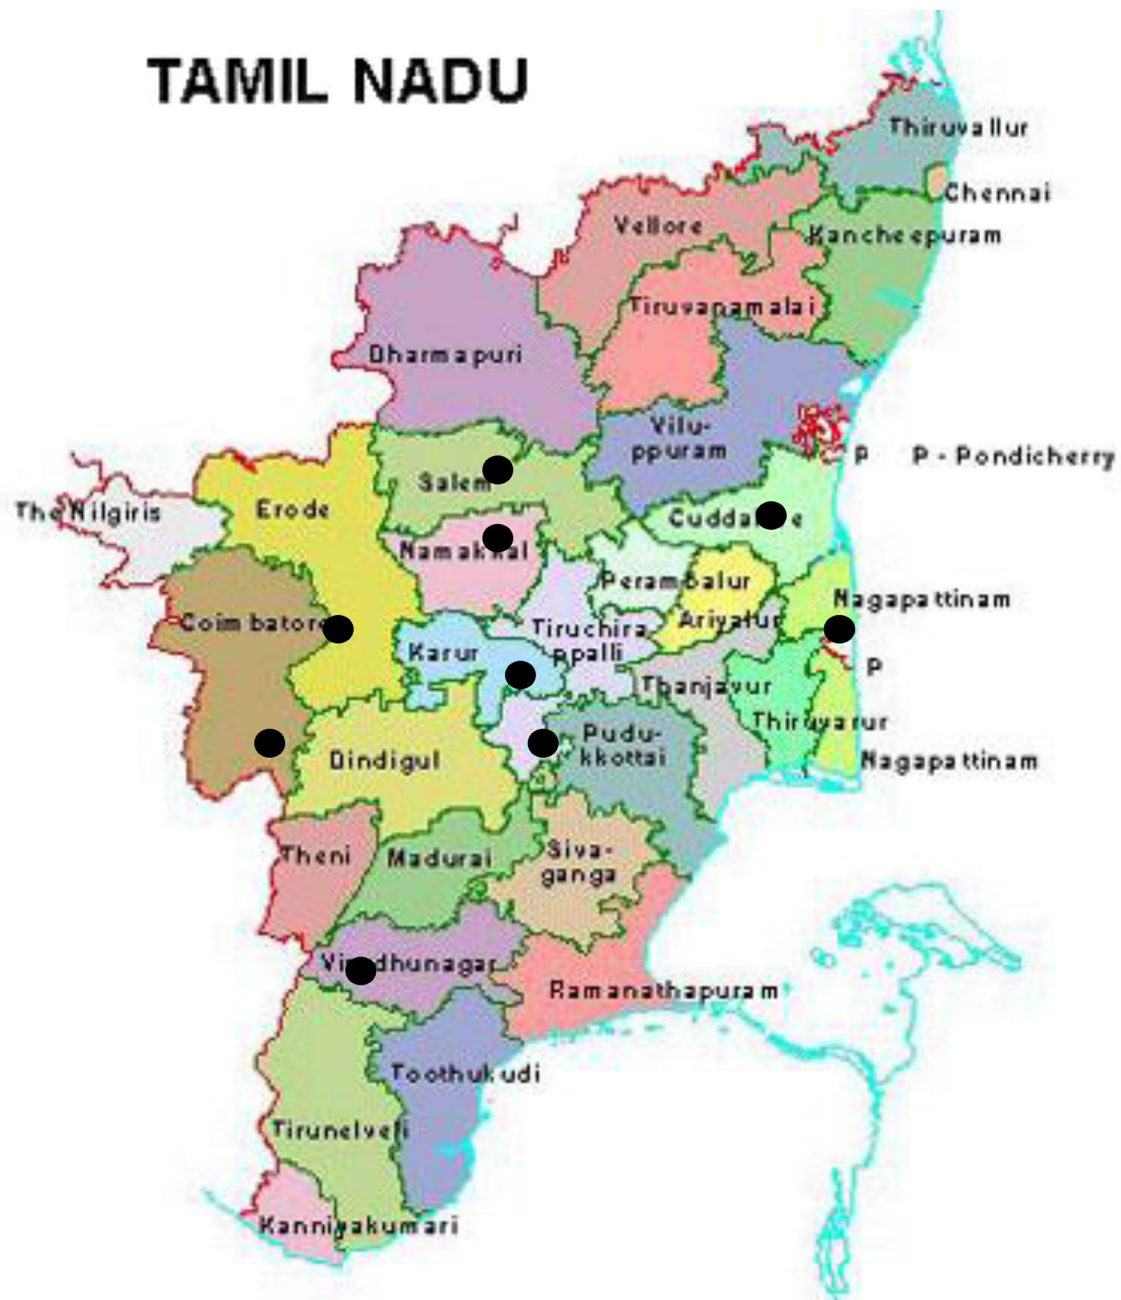 TAMIL NADU
Thiruvallur
Chennai
Vellore
Kancheepuram
Tiruvanamalai
Dharmapuri
Vilu-
ppuram
P
P - Pondicherry
Salem
The Nilgiris
Erode
Namakkal
Perambalur
Nagapattinam
Coimbatore
Ariyalur
Tiruchira
ppalli
Karur
P
Thanjavur
Thiruvarur
Pudu-
kkottai
Dindigul
Nagapattinam
Theni
Madurai
Siva-
ganga
Ramanathapuram
Toothukudi
Tirunelveli
Kanniyakumari